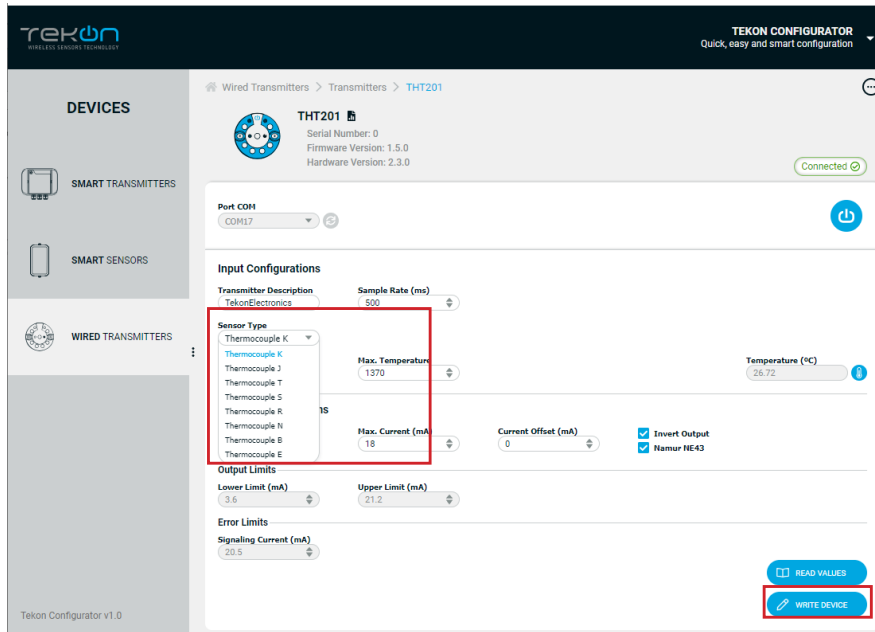 TEKON
WIRELESS SENSORS TECHNOLOGY
TEKON CONFIGURATOR
Quick, easy and smart configuration
DEVICES
SMART TRANSMITTERS
SMART SENSORS
WIRED TRANSMITTERS
Tekon Configurator v1.0
Wired Transmitters > Transmitters > THT201
THT201
Serial Number: 0
Firmware Version: 1.5.0
Hardware Version: 2.3.0
Connected
Port COM
COM17
Input Configurations
Transmitter Description Sample Rate (ms)
TekonElectronics 500
Sensor Type
Thermocouple K
Thermocouple K
Thermocouple J
Thermocouple T
Thermocouple S
Thermocouple R
Thermocouple N
Thermocouple B
Thermocouple E
Max. Temperature Temperature (ºC)
1370 26.72
ns
Max. Current (mA) Current Offset (mA)
18 0
Invert Output
Namur NE43
Output Limits
Lower Limit (mA) Upper Limit (mA)
3.6 21.2
Error Limits
Signaling Current (mA)
20.5
READ VALUES
WRITE DEVICE